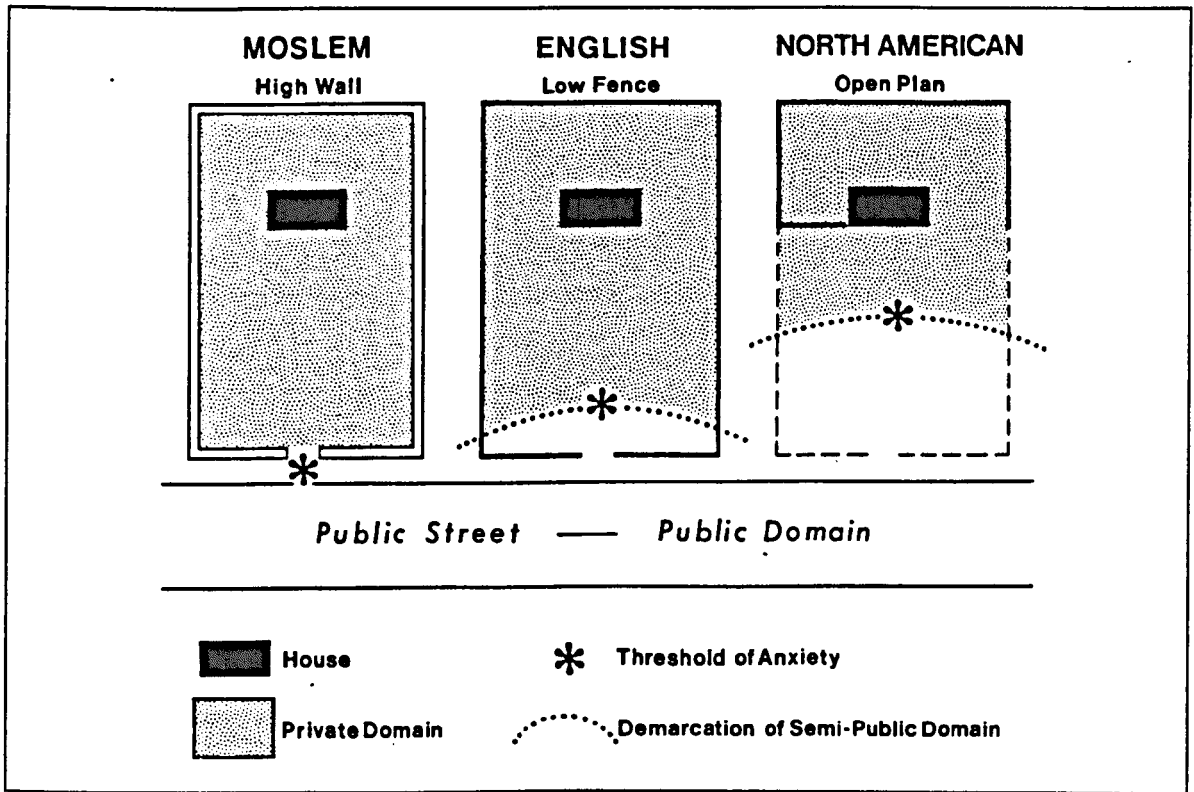 MOSLEM
High Wall
ENGLISH
Low Fence
NORTH AMERICAN
Open Plan
Public Street — Public Domain
House
Threshold of Anxiety
Private Domain
Demarcation of Semi-Public Domain